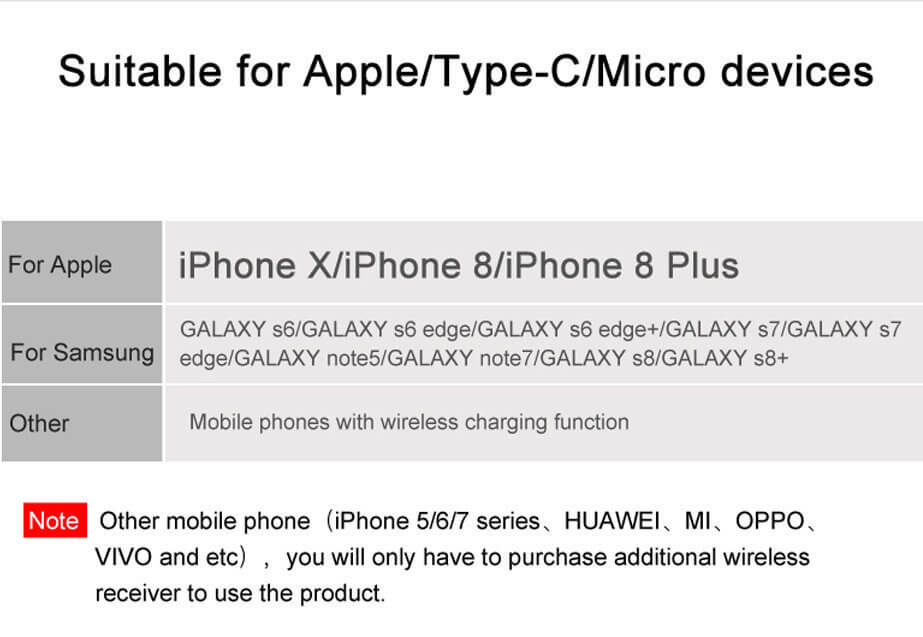 Suitable for Apple/Type-C/Micro devices
For Apple
iPhone X/iPhone 8/iPhone 8 Plus
For Samsung
GALAXY s6/GALAXY s6 edge/GALAXY s6 edge+/GALAXY s7/GALAXY s7
edge/GALAXY note5/GALAXY note7/GALAXY s8/GALAXY s8+
Other
Mobile phones with wireless charging function
Note Other mobile phone（iPhone 5/6/7 series、HUAWEI、MI、OPPO、
VIVO and etc），you will only have to purchase additional wireless
receiver to use the product.